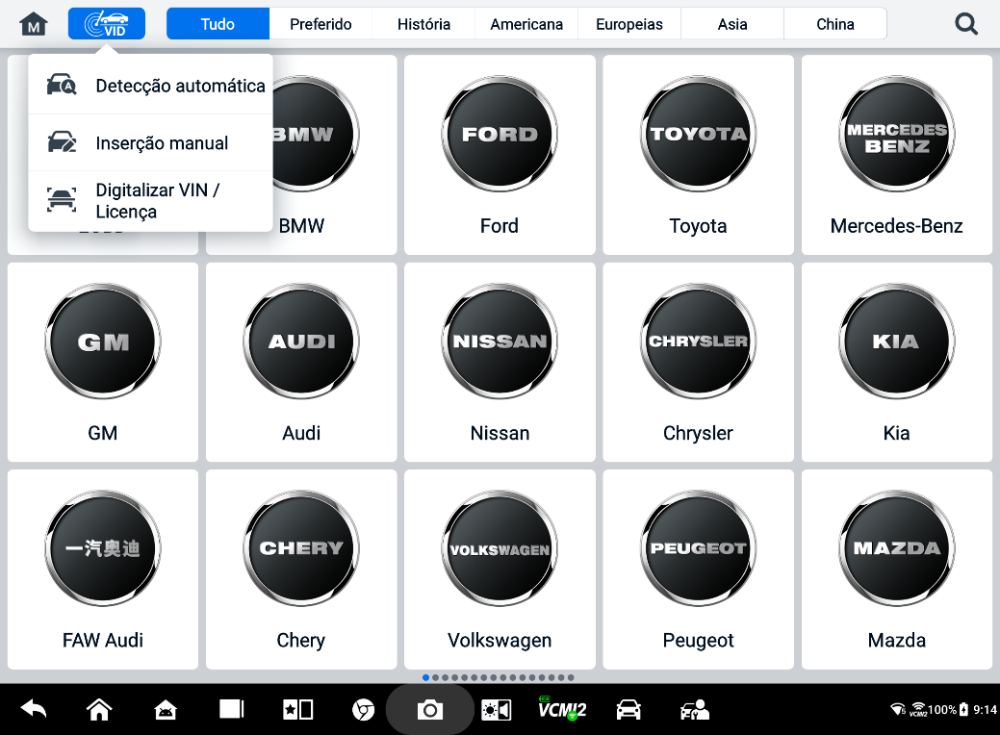 M
VID
Tudo
Preferido
História
Americana
Europeias
Asia
China
Detecção automática
Inserção manual
Digitalizar VIN /
Licença
BMW
FORD
TOYOTA
MERCEDES
BENZ
BMW
Ford
Toyota
Mercedes-Benz
GM
AUDI
NISSAN
CHRYSLER
KIA
GM
Audi
Nissan
Chrysler
Kia
一汽奥迪
CHERY
VOLKSWAGEN
PEUGEOT
MAZDA
FAW Audi
Chery
Volkswagen
Peugeot
Mazda
VCMI2
VCMI2
100%
9:14